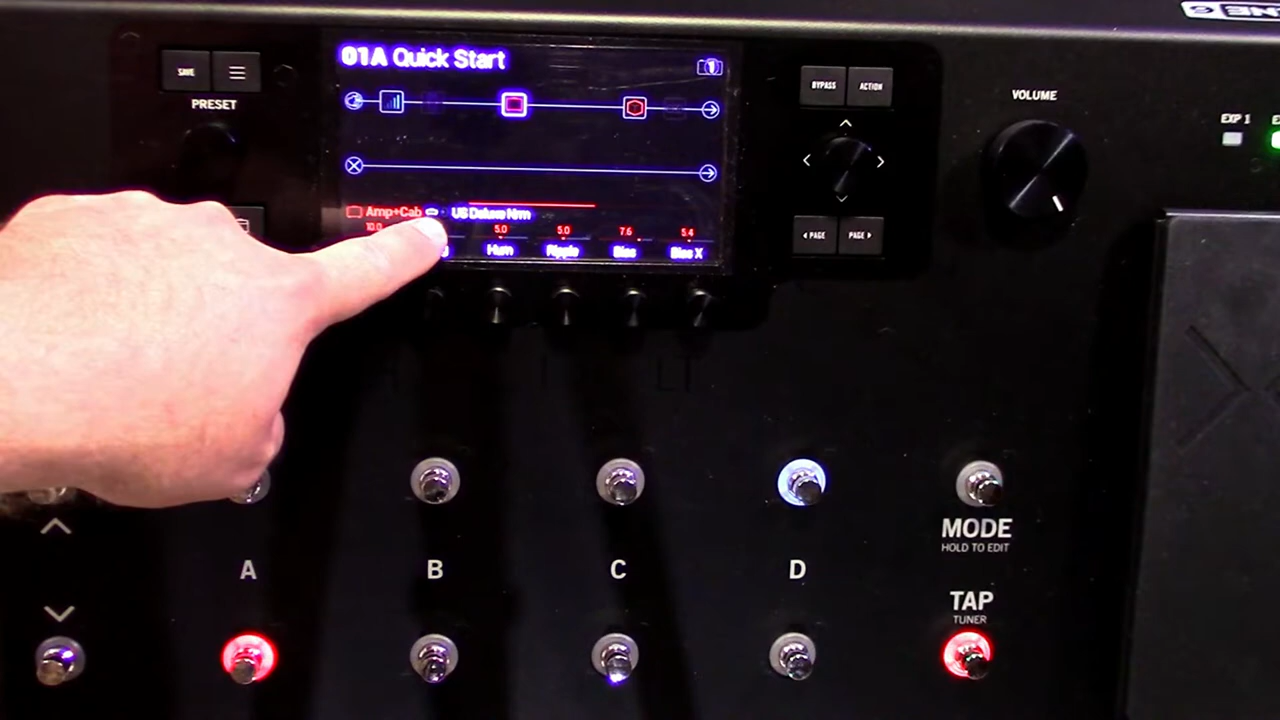 01A Quick Start
SAVE
PRESET
BYPASS
ACTION
VOLUME
EXP 1
Amp+Cab US Deluxe Nrm
10.0 5.0 5.0 7.6 5.4
Hum Ripple Bias Bias X
PAGE
PAGE
MODE
HOLD TO EDIT
A
B
C
D
TAP
TUNER